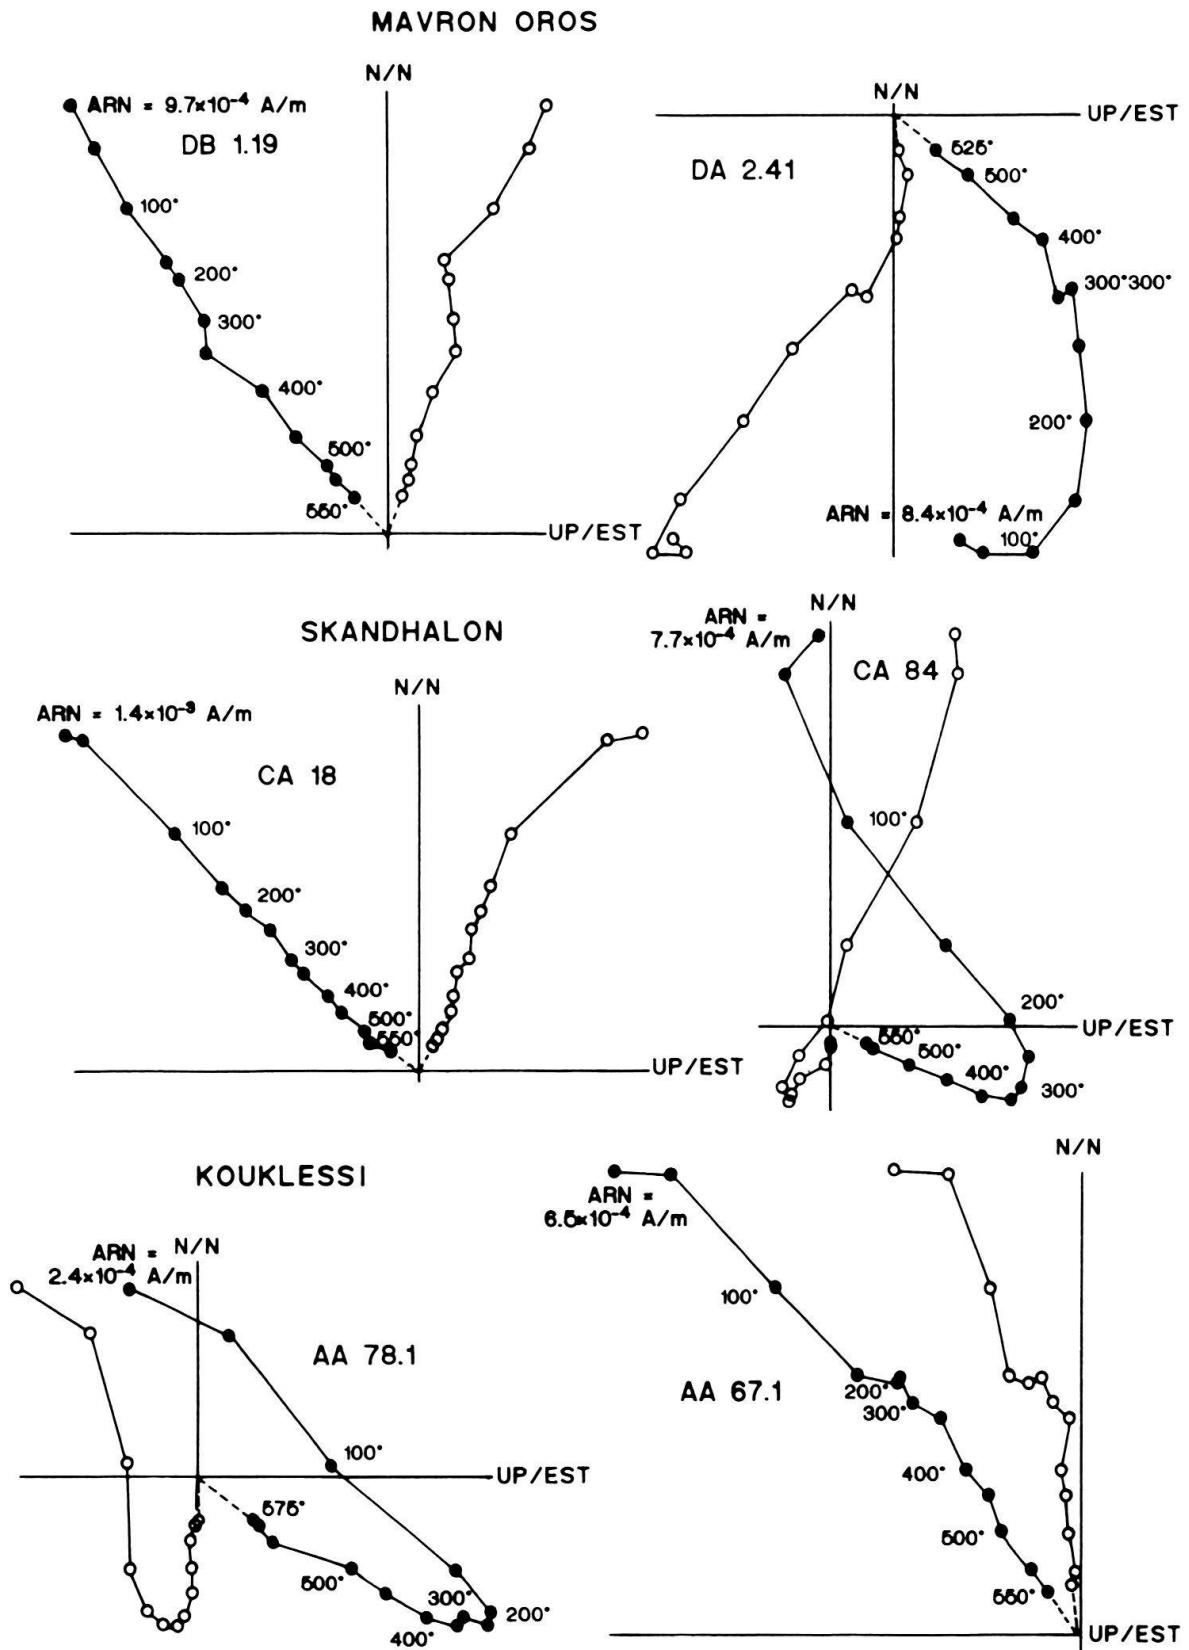 MAVRON OROS
N/N
ARN = 9.7×10⁻⁴ A/m
DB 1.19
100°
200°
300°
400°
500°
550°
UP/EST
N/N
UP/EST
DA 2.41
525°
500°
400°
300°300°
200°
ARN = 8.4×10⁻⁴ A/m
100°
SKANDHALON
N/N
ARN = 1.4×10⁻³ A/m
CA 18
100°
200°
300°
400°
500°
550°
UP/EST
N/N
ARN =
7.7×10⁻⁴ A/m
CA 84
100°
200°
UP/EST
550°
500°
400°
300°
KOUKLESSI
N/N
ARN =
2.4×10⁻⁴ A/m
AA 78.1
100°
UP/EST
575°
500°
300°
200°
400°
N/N
ARN =
6.5×10⁻⁴ A/m
100°
AA 67.1
200°
300°
400°
500°
550°
UP/EST